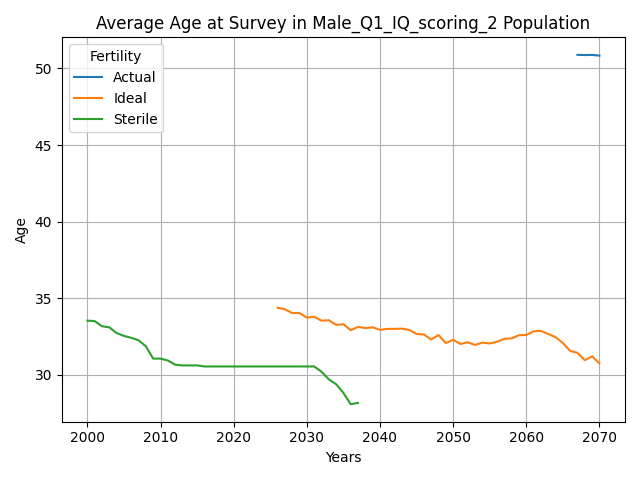 Average Age at Survey in Male_Q1_IQ_scoring_2 Population
Fertility
Actual
Ideal
Sterile
Age
50
45
40
35
30
2000 2010 2020 2030 2040 2050 2060 2070
Years